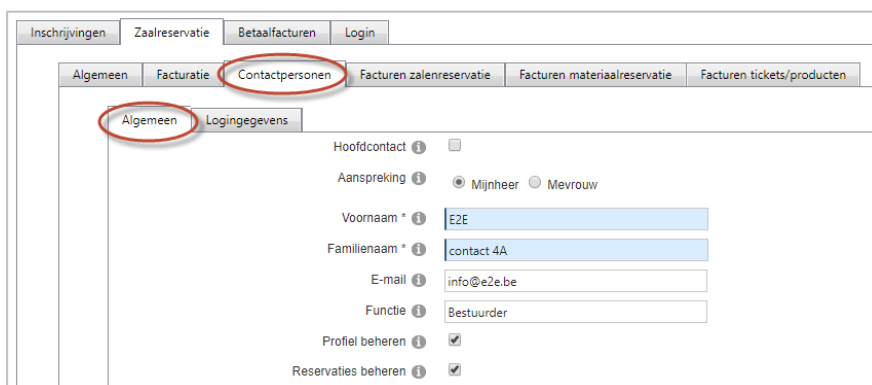 Inschrijvingen Zaalreservatie Betaalfacturen Login
Algemeen Facturatie Contactpersonen Facturen zalenreservatie Facturen materiaalreservatie Facturen tickets/producten
Algemeen Logingegevens
Hoofdcontact
Aanspreking Mijnheer Mevrouw
Voornaam * E2E
Familienaam * contact 4A
E-mail info@e2e.be
Functie Bestuurder
Profiel beheren
Reservaties beheren